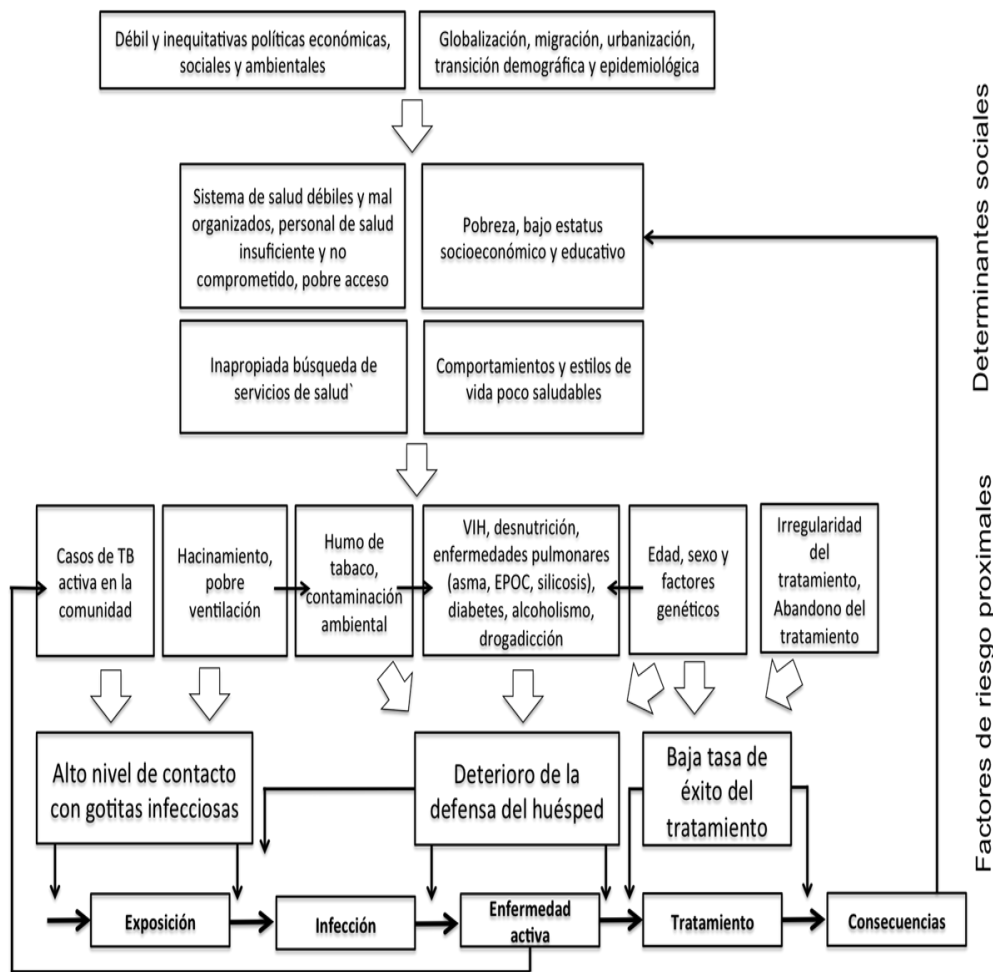 Débil y inequitativas políticas económicas,
sociales y ambientales
Globalización, migración, urbanización,
transición demográfica y epidemiológica
Sistema de salud débiles y mal
organizados, personal de salud
insuficiente y no
comprometido, pobre acceso
Pobreza, bajo estatus
socioeconómico y educativo
Inapropiada búsqueda de
servicios de salud`
Comportamientos y estilos de
vida poco saludables
Determinantes sociales
Casos de TB
activa en la
comunidad
Hacinamiento,
pobre
ventilación
Humo de
tabaco,
contaminación
ambiental
VIH, desnutrición,
enfermedades pulmonares
(asma, EPOC, silicosis),
diabetes, alcoholismo,
drogadicción
Edad, sexo y
factores
genéticos
Irregularidad
del
tratamiento,
Abandono del
tratamiento
Factores de riesgo proximales
Alto nivel de contacto
con gotitas infecciosas
Deterioro de la
defensa del huésped
Baja tasa de
éxito del
tratamiento
Exposición
Infección
Enfermedad
activa
Tratamiento
Consecuencias